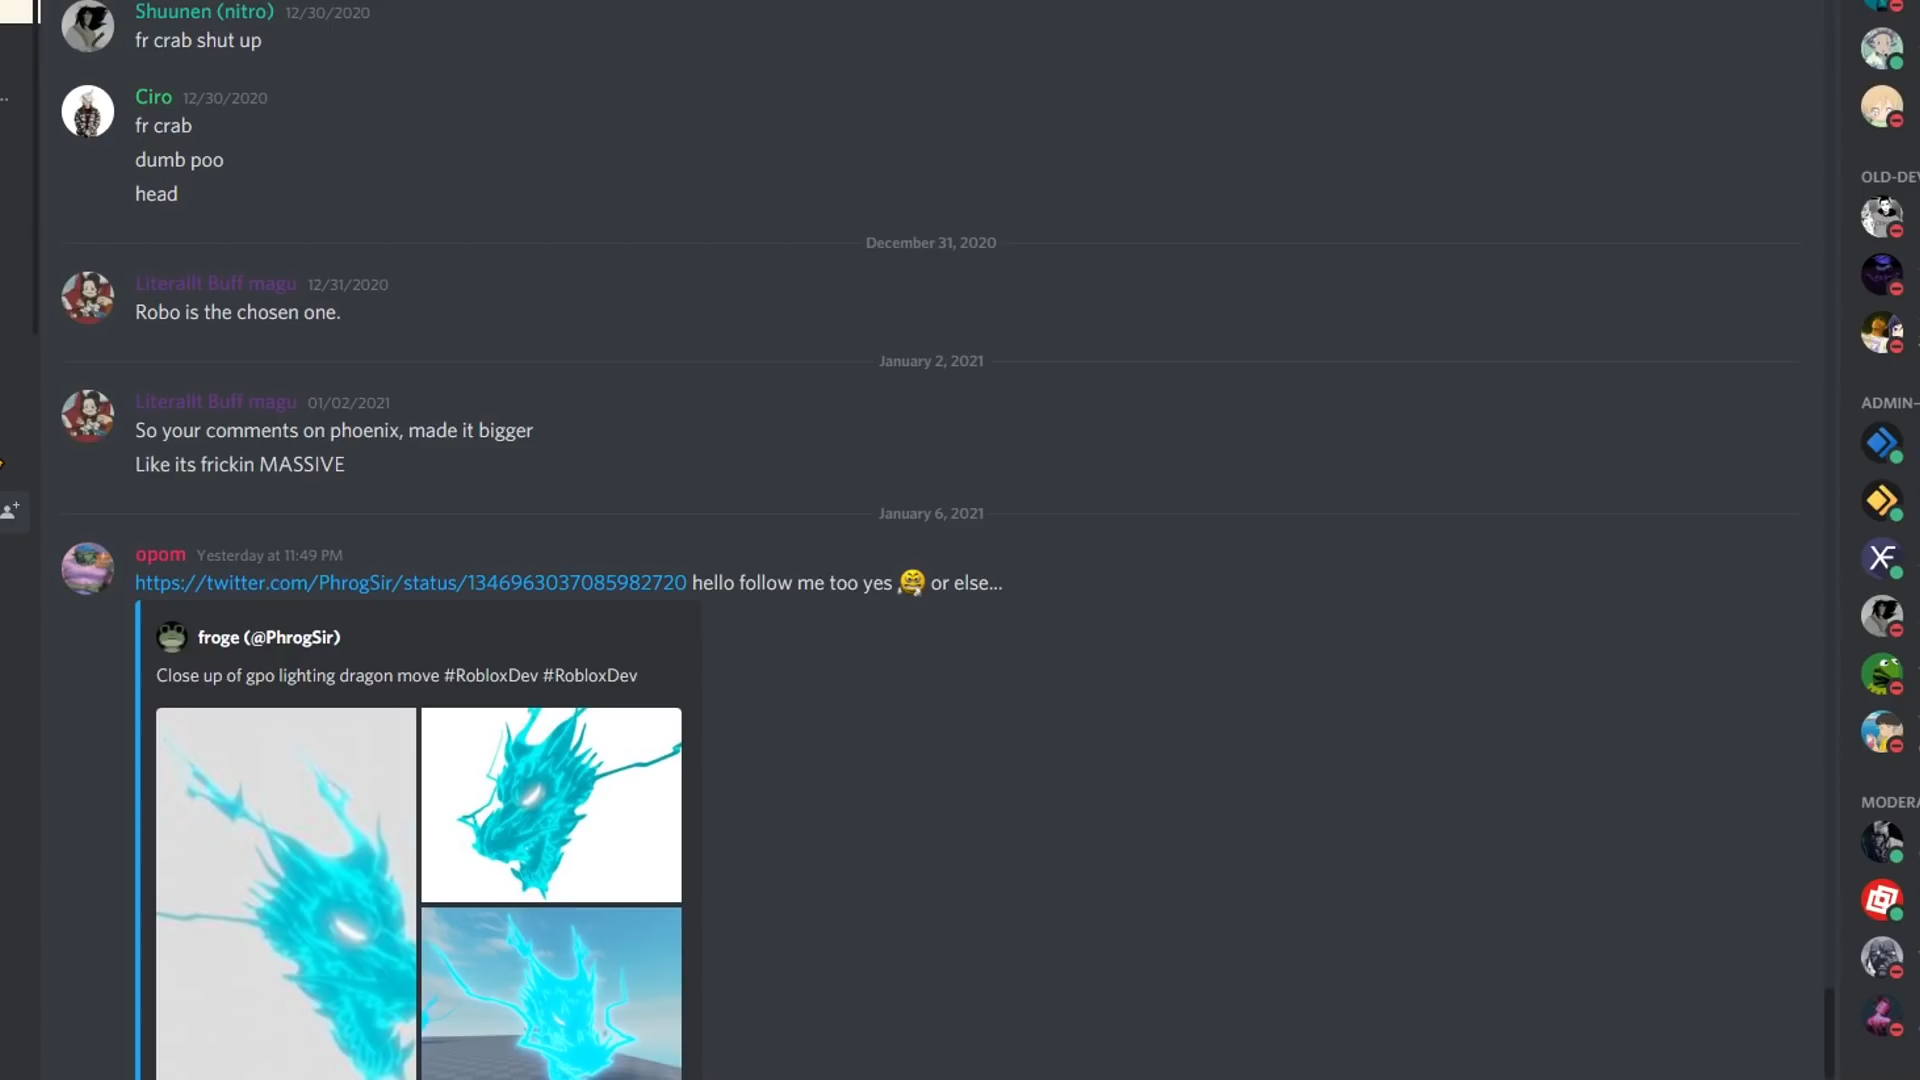 Shuunen (nitro) 12/30/2020
fr crab shut up
Ciro 12/30/2020
fr crab
dumb poo
head
December 31, 2020
Literallt Buff magu 12/31/2020
Robo is the chosen one.
January 2, 2021
Literallt Buff magu 01/02/2021
So your comments on phoenix, made it bigger
Like its frickin MASSIVE
January 6, 2021
opom Yesterday at 11:49 PM
https://twitter.com/PhrogSir/status/1346963037085982720 hello follow me too yes or else...
froge (@PhrogSir)
Close up of gpo lighting dragon move #RobloxDev #RobloxDev
OLD-DEV
ADMIN-
MODERA